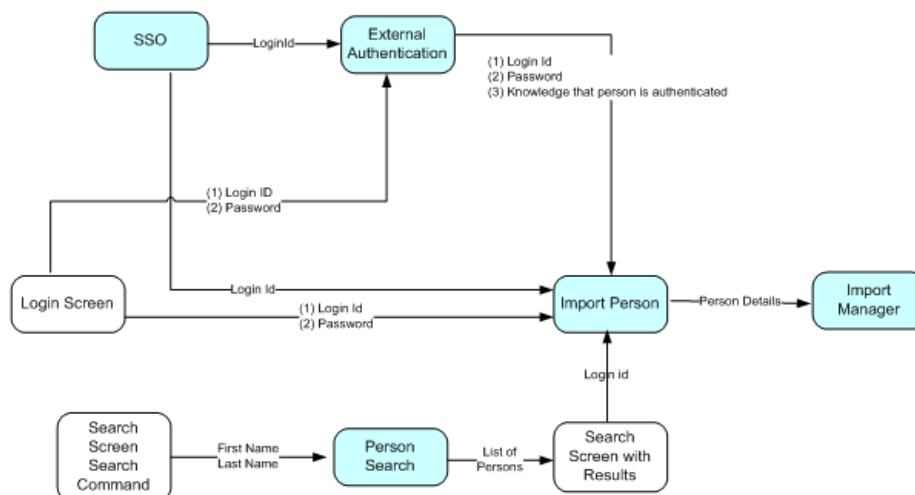 SSO
LoginId
External
Authentication
(1) Login Id
(2) Password
(3) Knowledge that person is authenticated
(1) Login ID
(2) Password
Login Screen
Login Id
(1) Login Id
(2) Password
Import Person
Person Details
Import
Manager
Login id
Search
Screen
Search
Command
First Name
Last Name
Person
Search
List of
Persons
Search
Screen with
Results